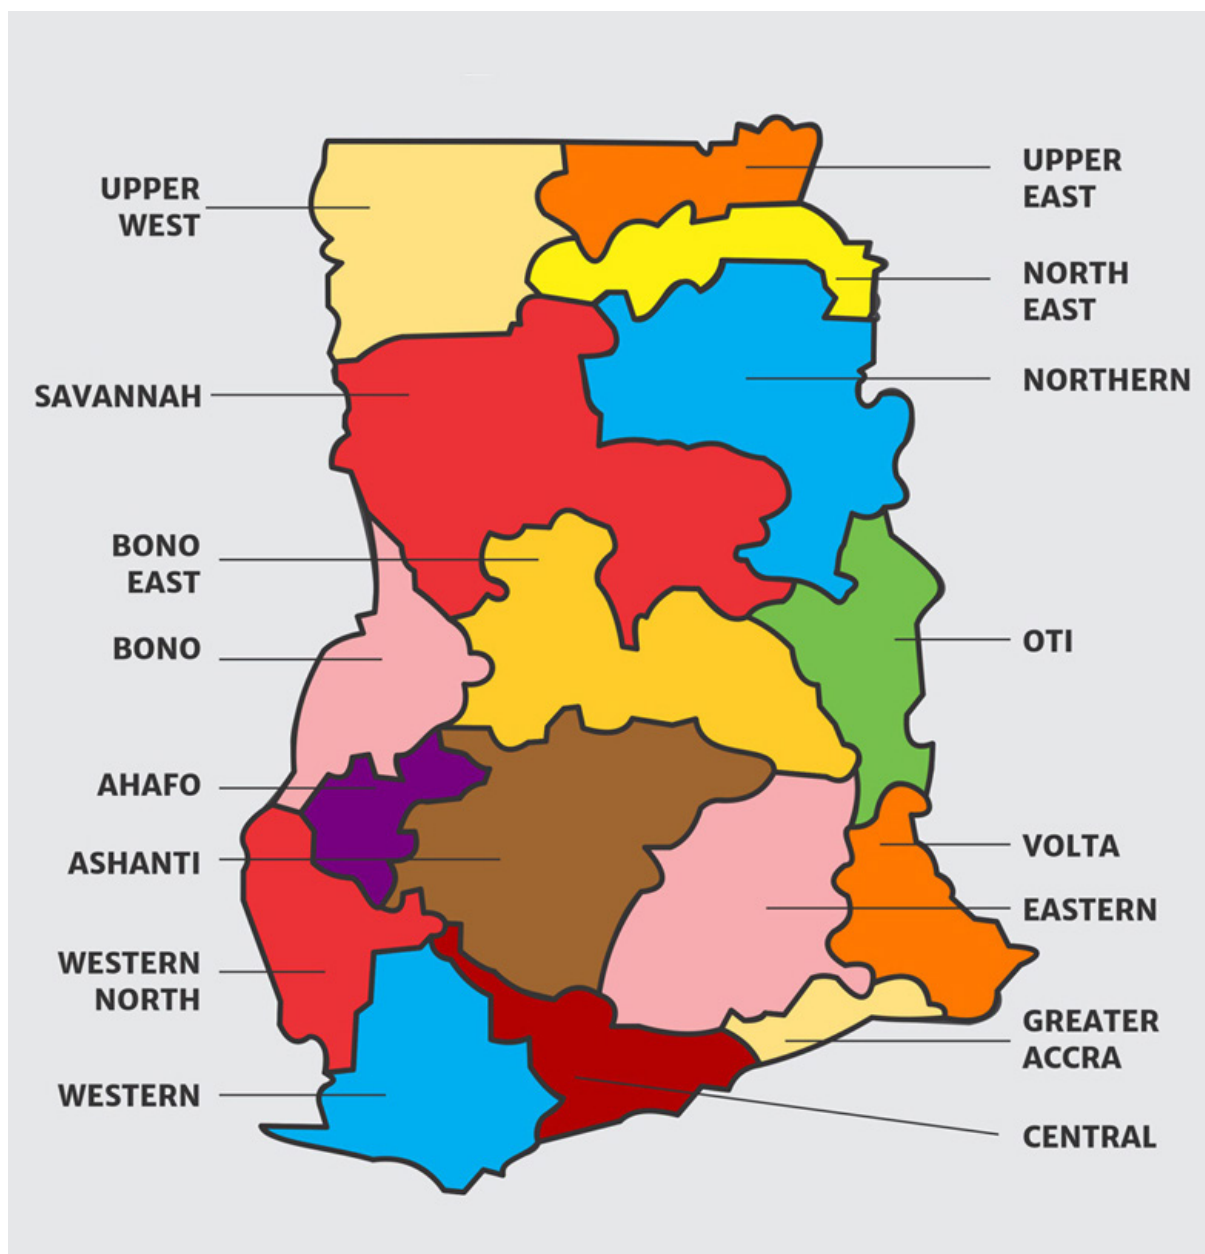 UPPER
WEST
SAVANNAH
BONO
EAST
BONO
AHAFO
ASHANTI
WESTERN
NORTH
WESTERN
UPPER
EAST
NORTH
EAST
NORTHERN
OTI
VOLTA
EASTERN
GREATER
ACCRA
CENTRAL